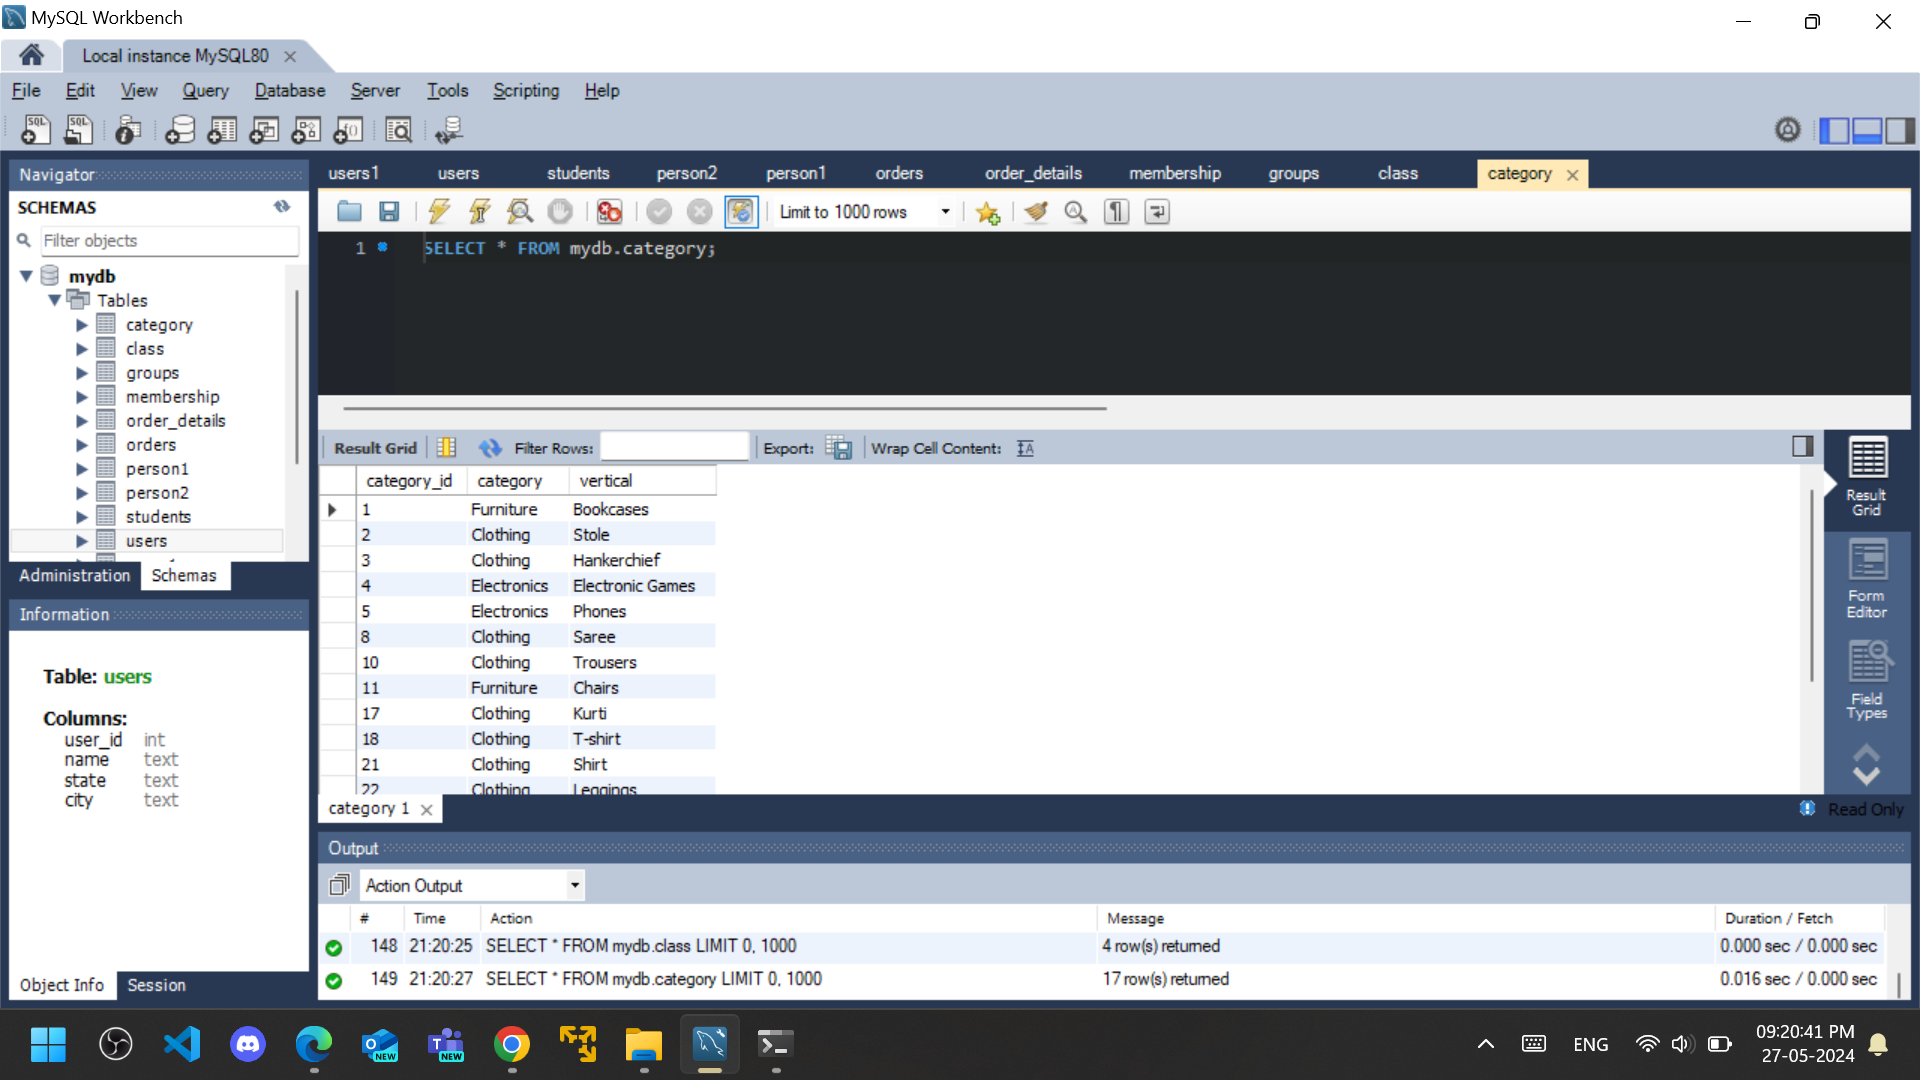 MySQL Workbench
Local instance MySQL80
File Edit View Query Database Server Tools Scripting Help
Navigator
SCHEMAS
Filter objects
mydb
Tables
category
class
groups
membership
order_details
orders
person1
person2
students
users
Administration Schemas
Information
Table: users
Columns:
user_id int
name text
state text
city text
Object Info Session
users1 users students person2 person1 orders order_details membership groups class category
Limit to 1000 rows
1 SELECT * FROM mydb.category;
Result Grid Filter Rows: Export: Wrap Cell Content:
category_id category vertical
1 Furniture Bookcases
2 Clothing Stole
3 Clothing Hankerchief
4 Electronics Electronic Games
5 Electronics Phones
8 Clothing Saree
10 Clothing Trousers
11 Furniture Chairs
17 Clothing Kurti
18 Clothing T-shirt
21 Clothing Shirt
22 Clothing Leggings
Result
Grid
Form
Editor
Field
Types
category 1
Read Only
Output
Action Output
# Time Action Message Duration / Fetch
148 21:20:25 SELECT * FROM mydb.class LIMIT 0, 1000 4 row(s) returned 0.000 sec / 0.000 sec
149 21:20:27 SELECT * FROM mydb.category LIMIT 0, 1000 17 row(s) returned 0.016 sec / 0.000 sec
ENG
09:20:41 PM
27-05-2024